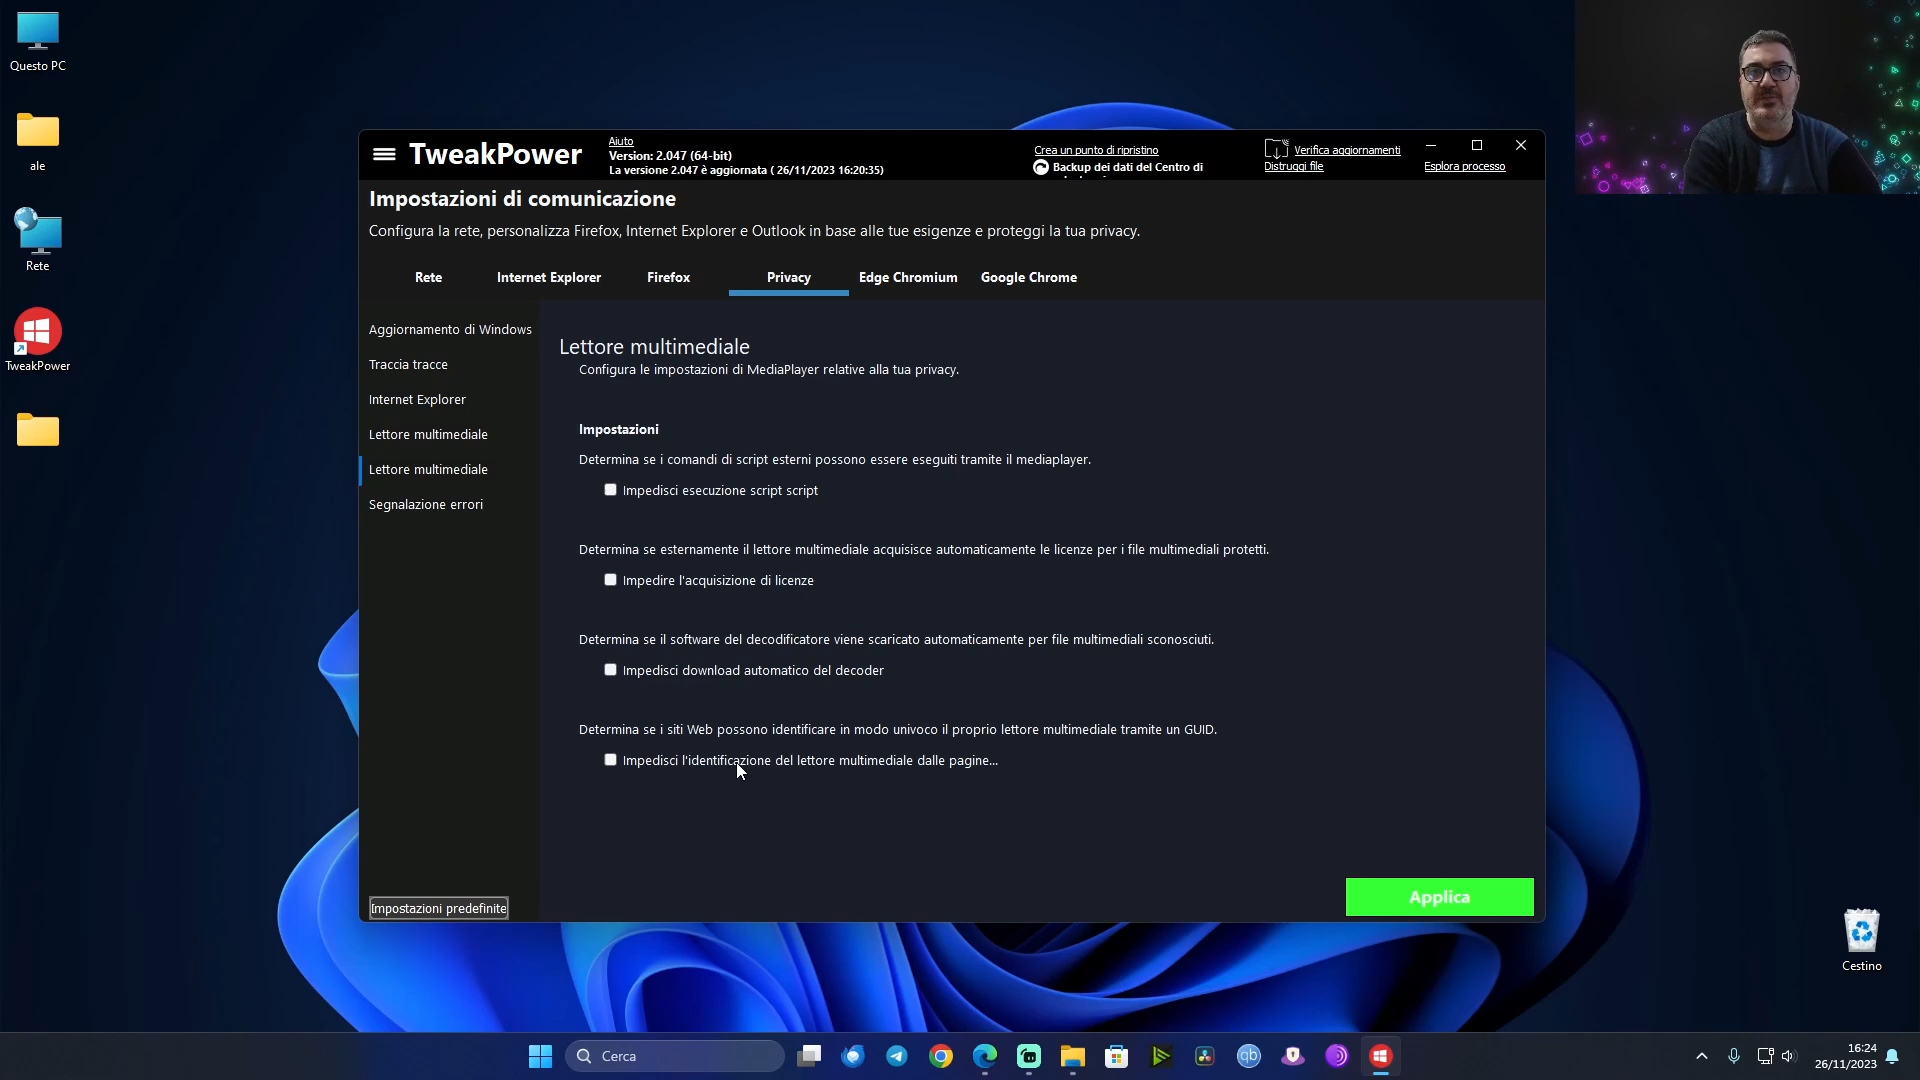 Questo PC
ale
Rete
TweakPower
TweakPower
Aiuto
Version: 2.047 (64-bit)
La versione 2.047 è aggiornata ( 26/11/2023 16:20:35)
Crea un punto di ripristino
Backup dei dati del Centro di
Verifica aggiornamenti
Distruggi file
Esplora processo
Impostazioni di comunicazione
Configura la rete, personalizza Firefox, Internet Explorer e Outlook in base alle tue esigenze e proteggi la tua privacy.
Rete
Internet Explorer
Firefox
Privacy
Edge Chromium
Google Chrome
Aggiornamento di Windows
Traccia tracce
Internet Explorer
Lettore multimediale
Lettore multimediale
Segnalazione errori
Impostazioni predefinite
Lettore multimediale
Configura le impostazioni di MediaPlayer relative alla tua privacy.
Impostazioni
Determina se i comandi di script esterni possono essere eseguiti tramite il mediaplayer.
Impedisci esecuzione script script
Determina se esternamente il lettore multimediale acquisisce automaticamente le licenze per i file multimediali protetti.
Impedire l'acquisizione di licenze
Determina se il software del decodificatore viene scaricato automaticamente per file multimediali sconosciuti.
Impedisci download automatico del decoder
Determina se i siti Web possono identificare in modo univoco il proprio lettore multimediale tramite un GUID.
Impedisci l'identificazione del lettore multimediale dalle pagine...
Applica
Cestino
Cerca
qb
16:24
26/11/2023